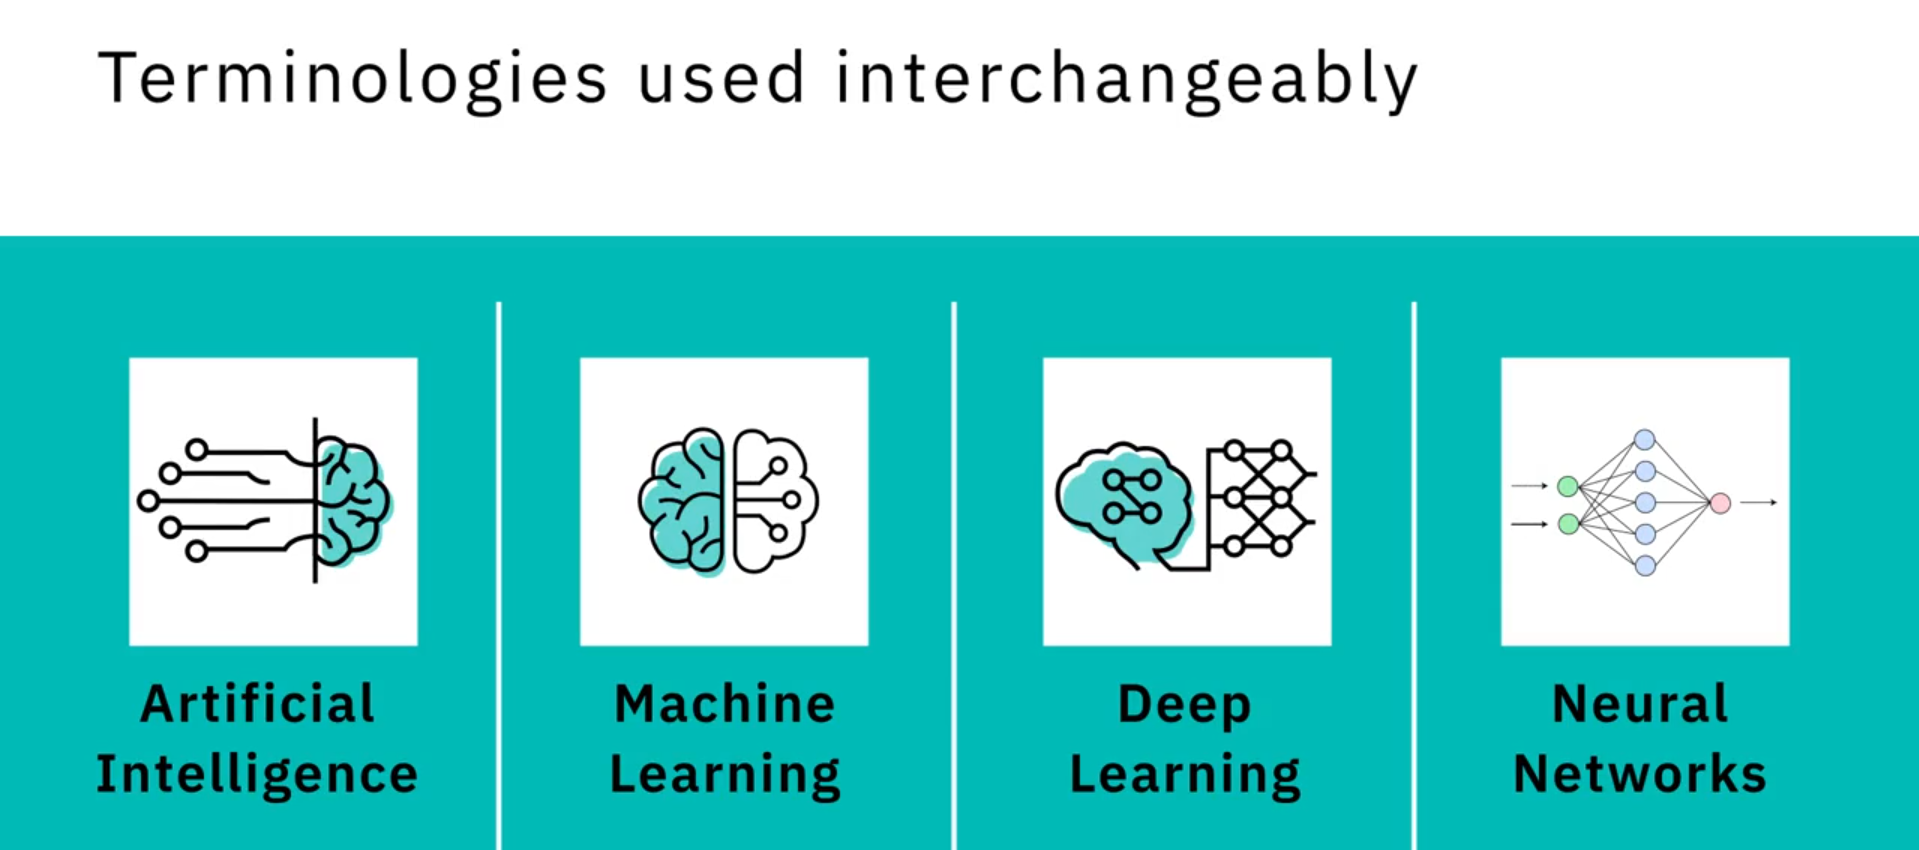 Terminologies used interchangeably
Artificial
Intelligence
Machine
Learning
Deep
Learning
Neural
Networks